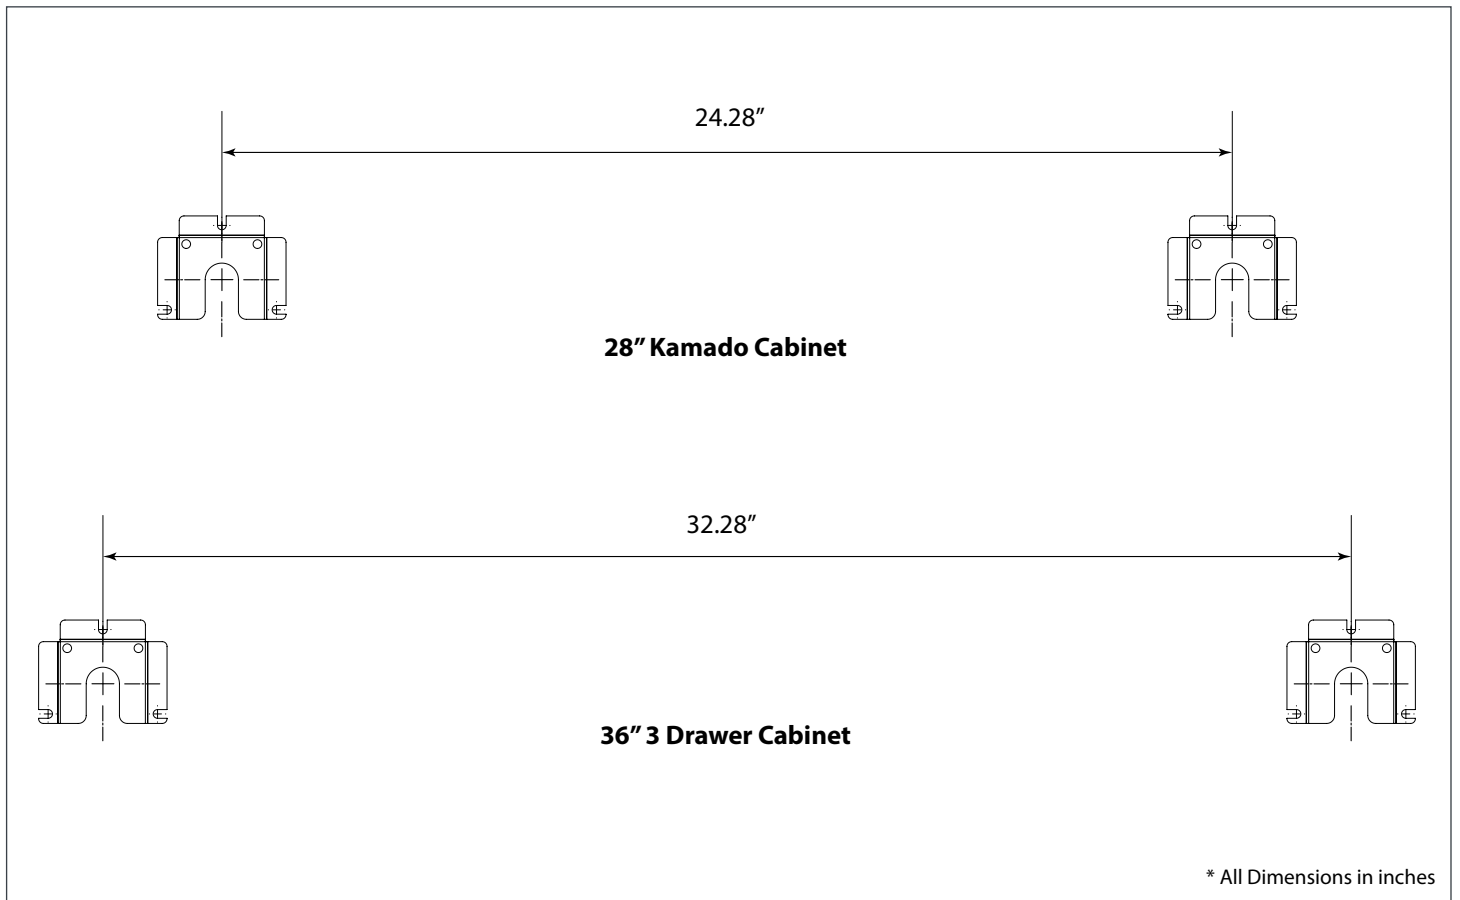 24.28”
28” Kamado Cabinet
32.28”
36” 3 Drawer Cabinet
* All Dimensions in inches